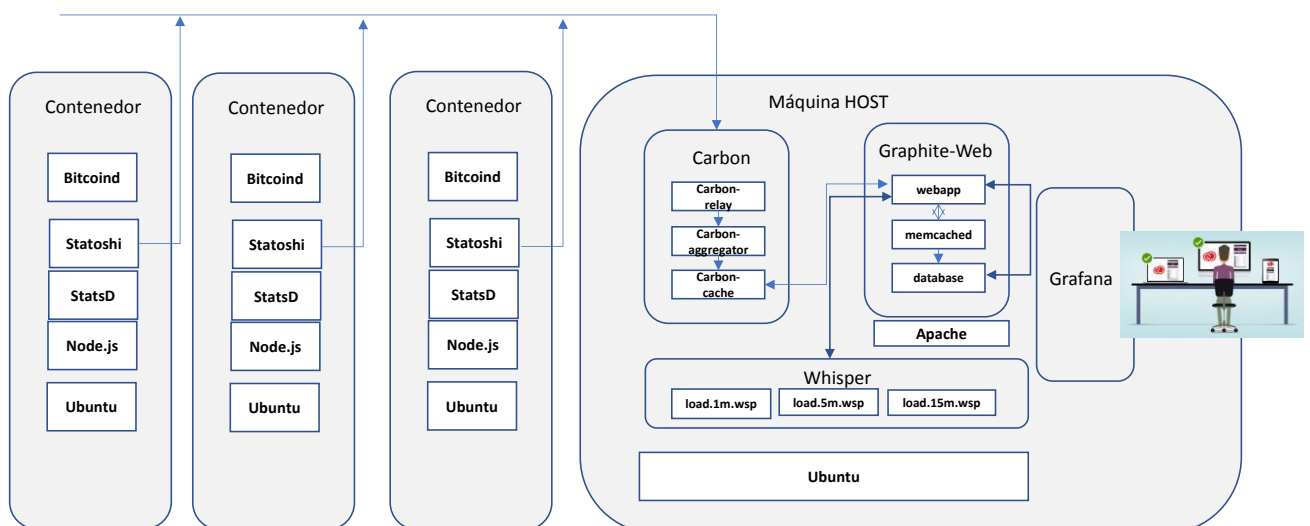 Contenedor
Bitcoind
Statoshi
StatsD
Node.js
Ubuntu
Contenedor
Bitcoind
Statoshi
StatsD
Node.js
Ubuntu
Contenedor
Bitcoind
Statoshi
StatsD
Node.js
Ubuntu
Máquina HOST
Carbon
Carbon-
relay
Carbon-
aggregator
Carbon-
cache
Graphite-Web
webapp
memcached
database
Apache
Grafana
Whisper
load.1m.wsp
load.5m.wsp
load.15m.wsp
Ubuntu